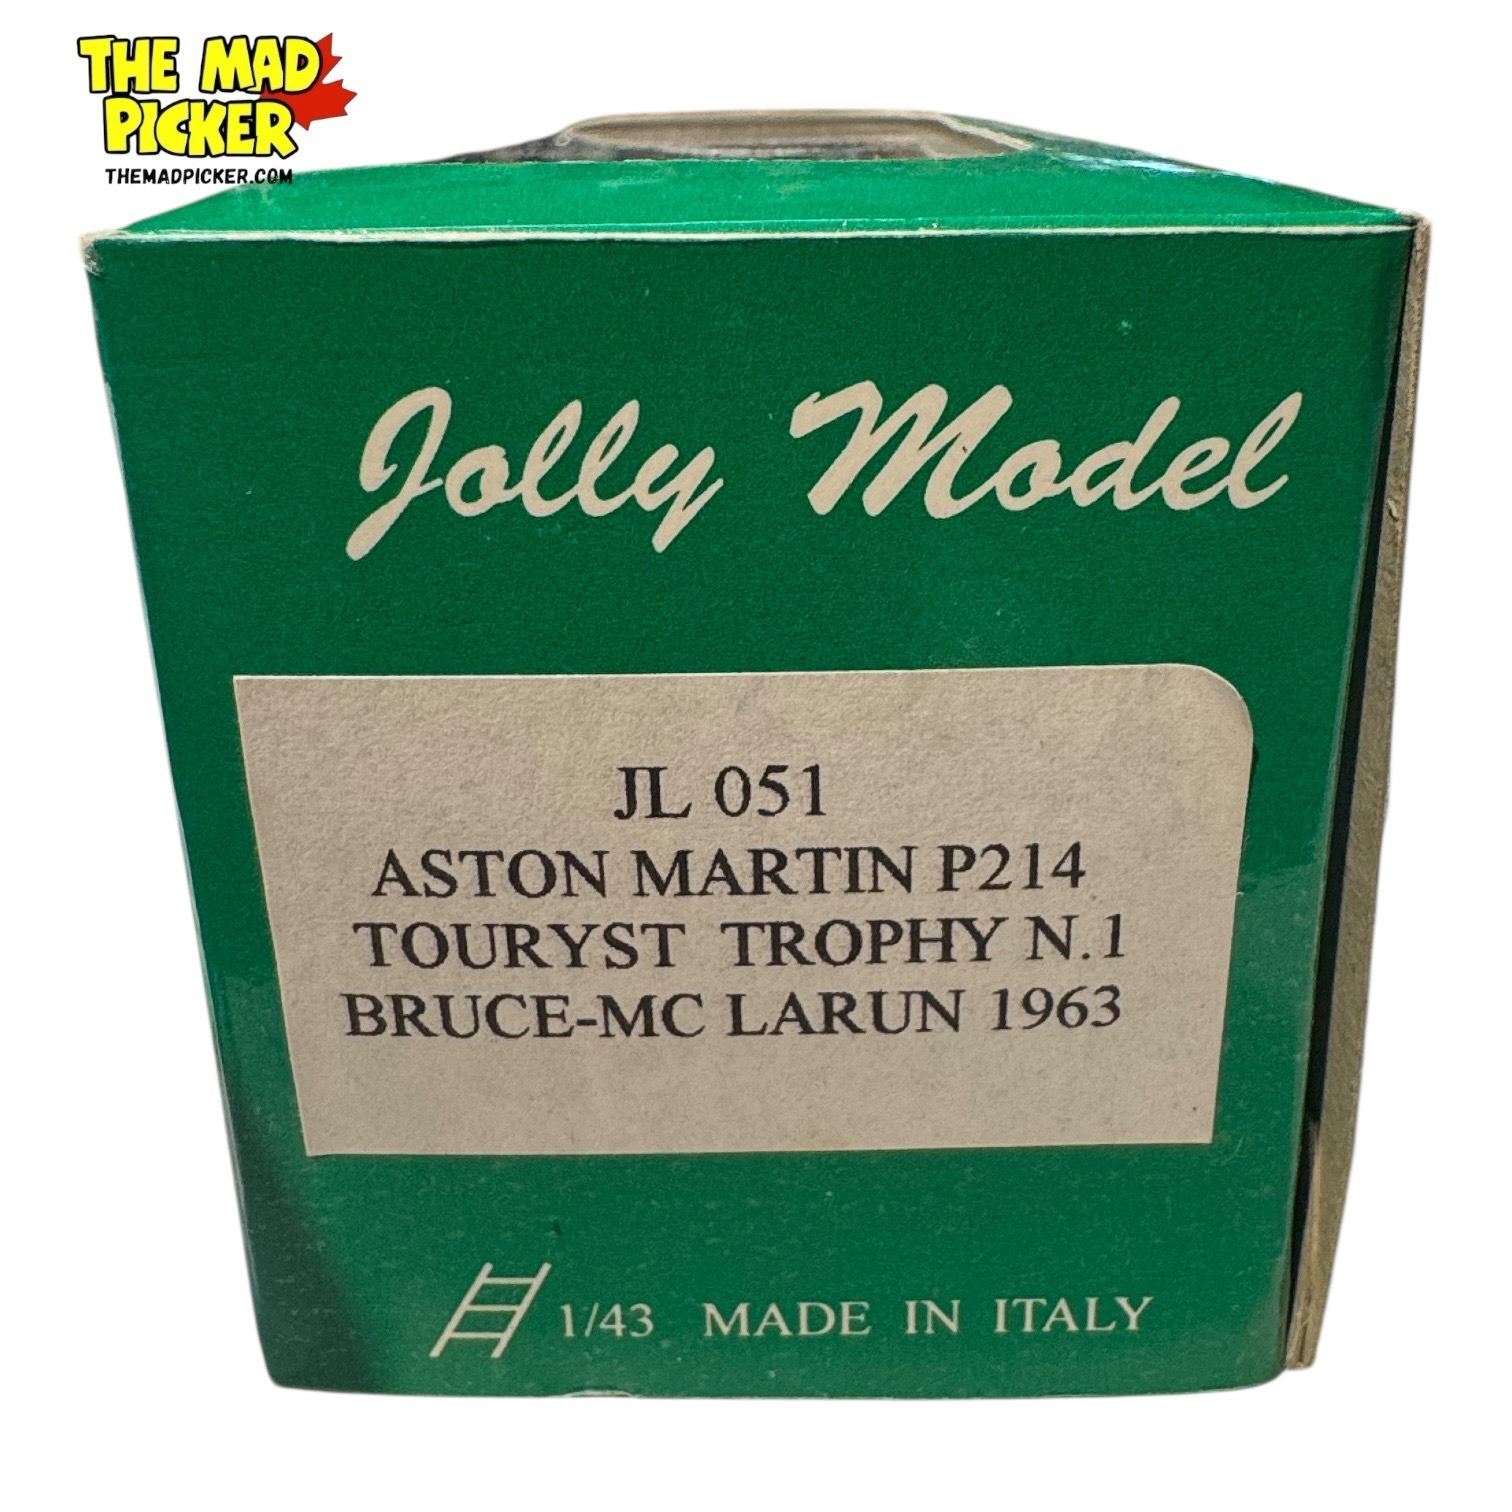 THE MAD
PICKER
THEMADPICKER.COM
Jolly Model
JL 051
ASTON MARTIN P214
TOURYST TROPHY N.1
BRUCE-MC LARUN 1963
1/43 MADE IN ITALY